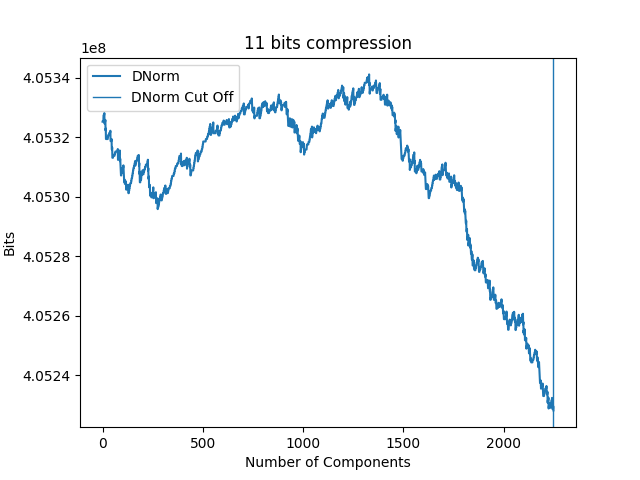 11 bits compression
1e8
DNorm
DNorm Cut Off
4.0534
4.0532
4.0530
4.0528
4.0526
4.0524
Bits
0 500 1000 1500 2000
Number of Components